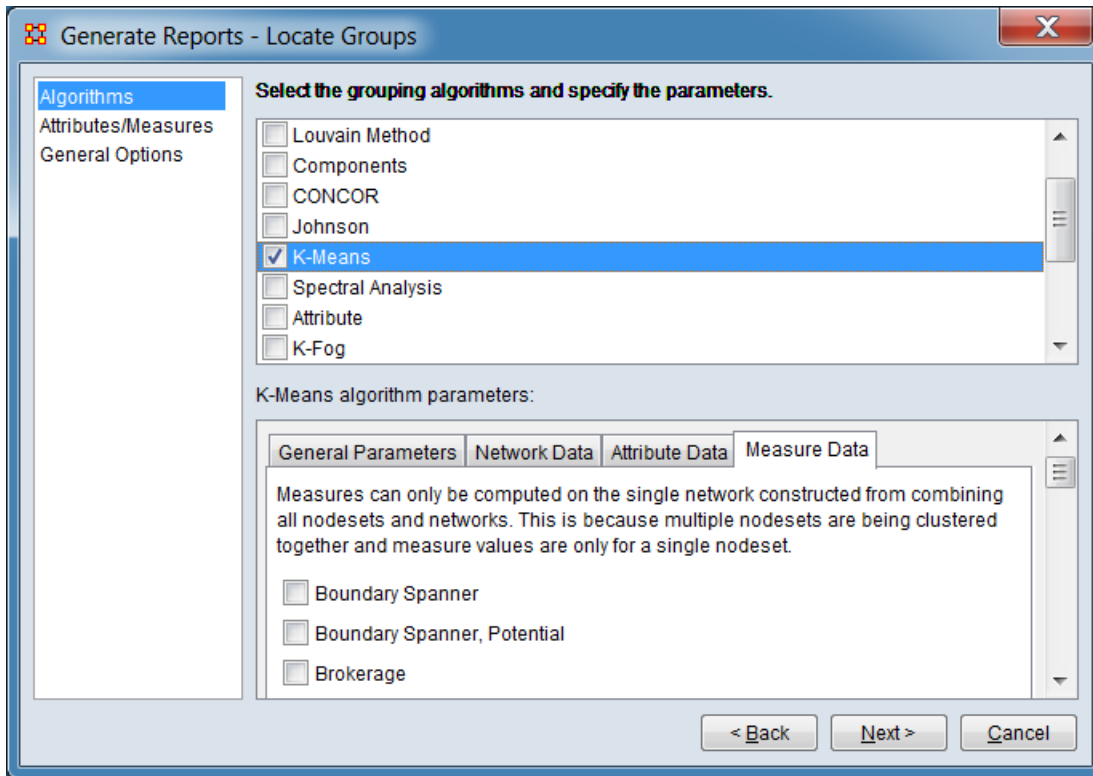 Generate Reports - Locate Groups
X
Algorithms
Attributes/Measures
General Options
Select the grouping algorithms and specify the parameters.
Louvain Method
Components
CONCOR
Johnson
K-Means
Spectral Analysis
Attribute
K-Fog
K-Means algorithm parameters:
General Parameters Network Data Attribute Data Measure Data
Measures can only be computed on the single network constructed from combining
all nodesets and networks. This is because multiple nodesets are being clustered
together and measure values are only for a single nodeset.
Boundary Spanner
Boundary Spanner, Potential
Brokerage
< Back Next > Cancel